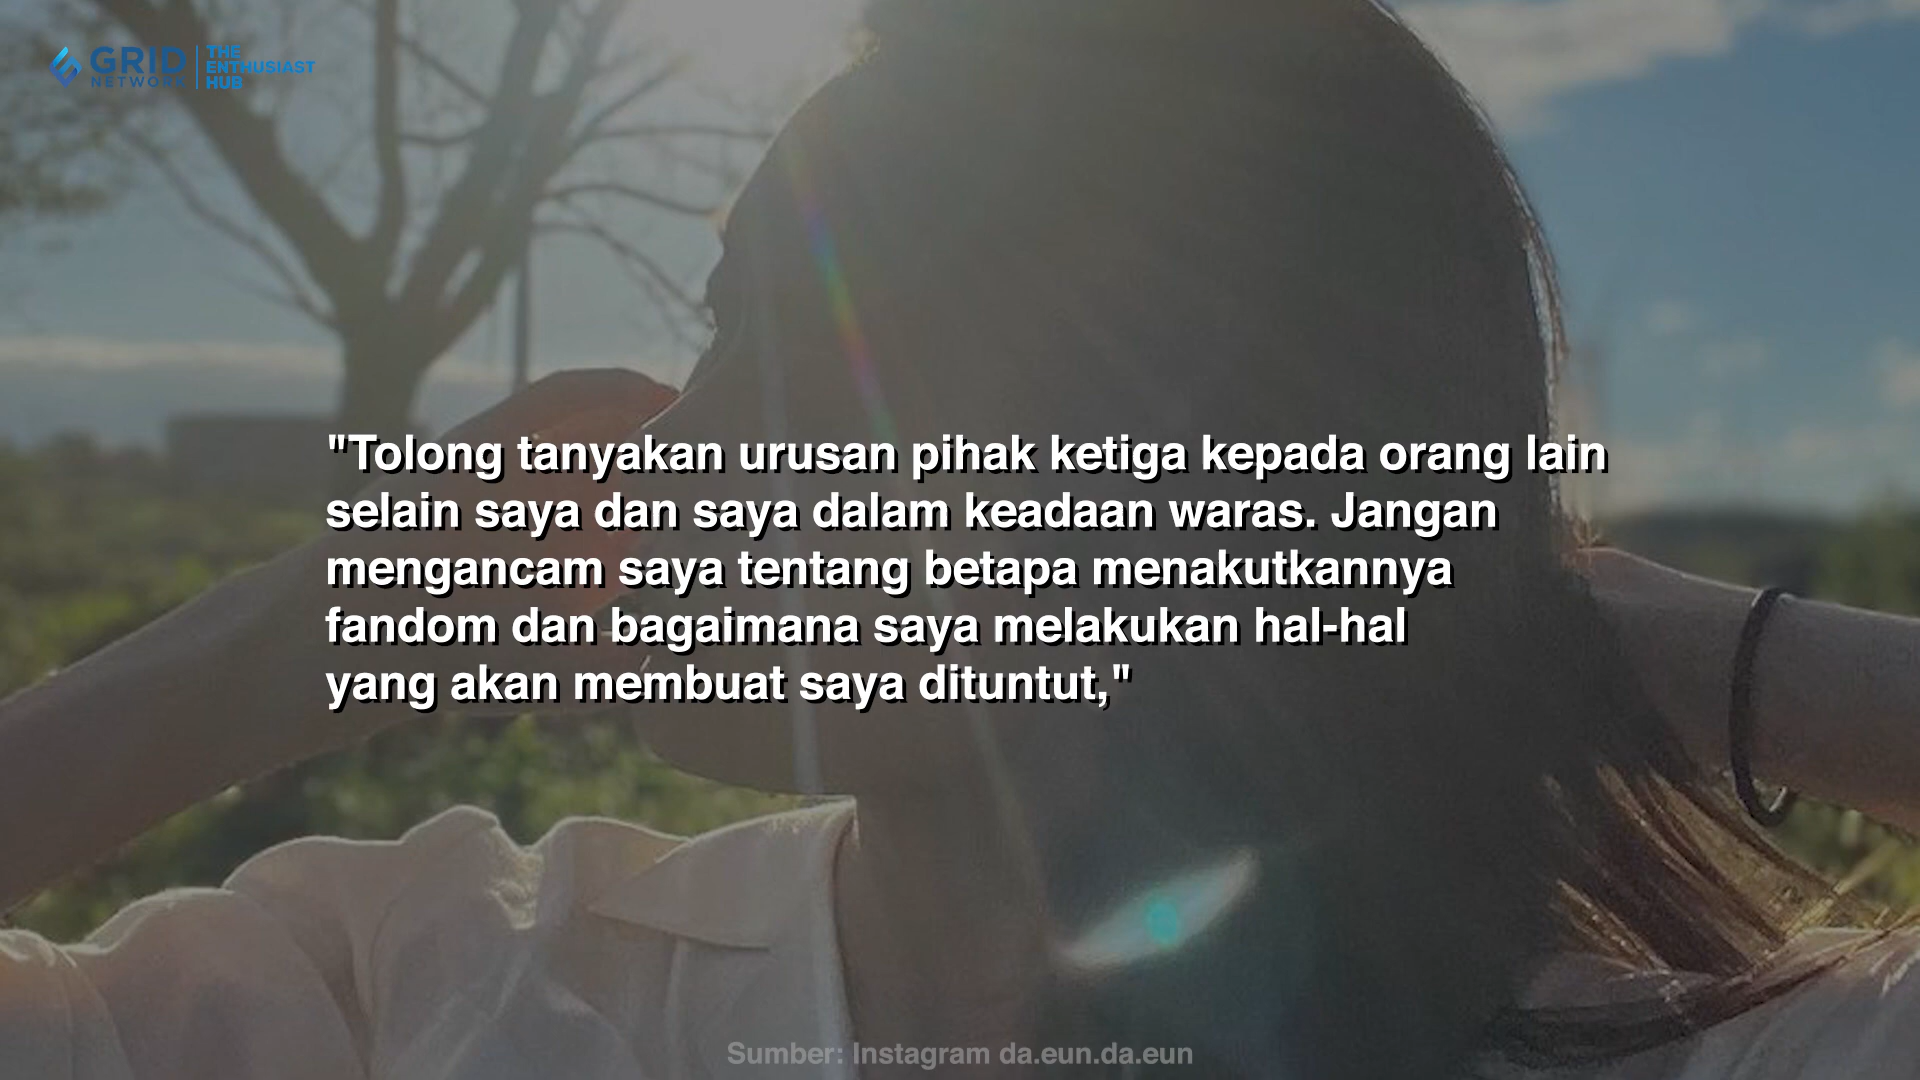 GRID
NETWORK
THE
ENTHUSIAST
HUB
"Tolong tanyakan urusan pihak ketiga kepada orang lain
selain saya dan saya dalam keadaan waras. Jangan
mengancam saya tentang betapa menakutkannya
fandom dan bagaimana saya melakukan hal-hal
yang akan membuat saya dituntut,"
Sumber: Instagram da.eun.da.eun